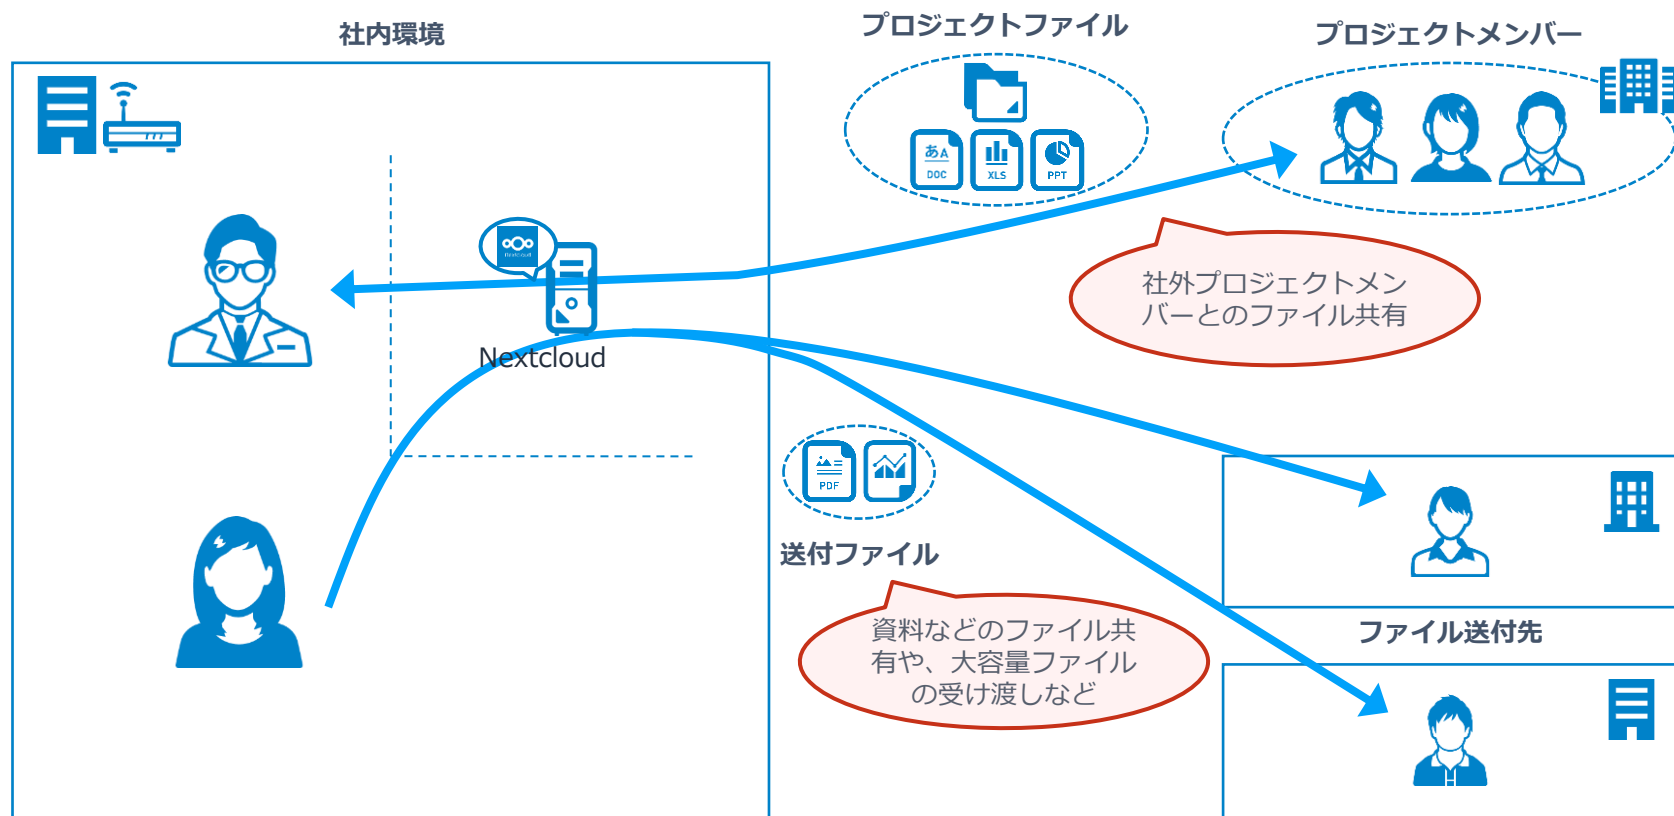 社内環境
プロジェクトファイル
プロジェクトメンバー
あA
DOC
XLS
PPT
Nextcloud
社外プロジェクトメン
バーとのファイル共有
Nextcloud
PDF
送付ファイル
資料などのファイル共
有や、大容量ファイル
の受け渡しなど
ファイル送付先